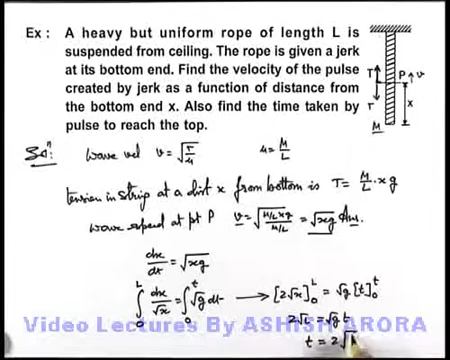 Ex : A heavy but uniform rope of length L is
suspended from ceiling. The rope is given a jerk
at its bottom end. Find the velocity of the pulse
created by jerk as a function of distance from
the bottom end x. Also find the time taken by
pulse to reach the top.
T P v
T x
M
Solⁿ: Wave vel v = √(T/μ) μ = M/L
tension in strip at a dist x from bottom is T = M/L · x g
wave speed at pt P v = √((M/L xg)/(M/L)) = √xg Ans.
dx/dt = √xg
∫₀ᴸ dx/√x = ∫₀ᵗ √g dt → [2√x]₀ᴸ = √g [t]₀ᵗ
2√L = √g t
t = 2√
Video Lectures By ASHISH ARORA